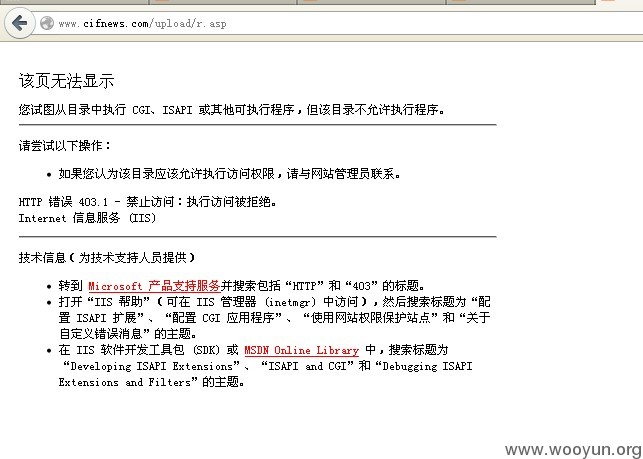 www.cifnews.com/upload/r.asp
该页无法显示
您试图从目录中执行 CGI、ISAPI 或其他可执行程序，但该目录不允许执行程序。
请尝试以下操作：
如果您认为该目录应该允许执行访问权限，请与网站管理员联系。
HTTP 错误 403.1 - 禁止访问：执行访问被拒绝。
Internet 信息服务 (IIS)
技术信息（为技术支持人员提供）
转到 Microsoft 产品支持服务并搜索包括“HTTP”和“403”的标题。
打开“IIS 帮助”（可在 IIS 管理器 (inetmgr) 中访问），然后搜索标题为“配
置 ISAPI 扩展”、“配置 CGI 应用程序”、“使用网站权限保护站点”和“关于
自定义错误消息”的主题。
在 IIS 软件开发工具包 (SDK) 或 MSDN Online Library 中，搜索标题为
“Developing ISAPI Extensions”、“ISAPI and CGI”和“Debugging ISAPI
Extensions and Filters”的主题。
www.wooyun.org